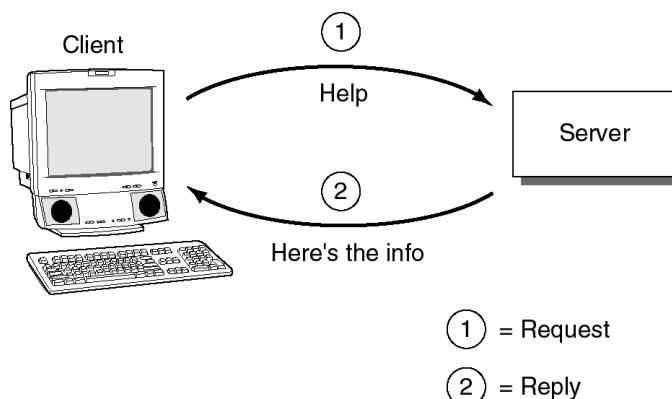 Client
1
Help
Server
2
Here's the info
1 = Request
2 = Reply